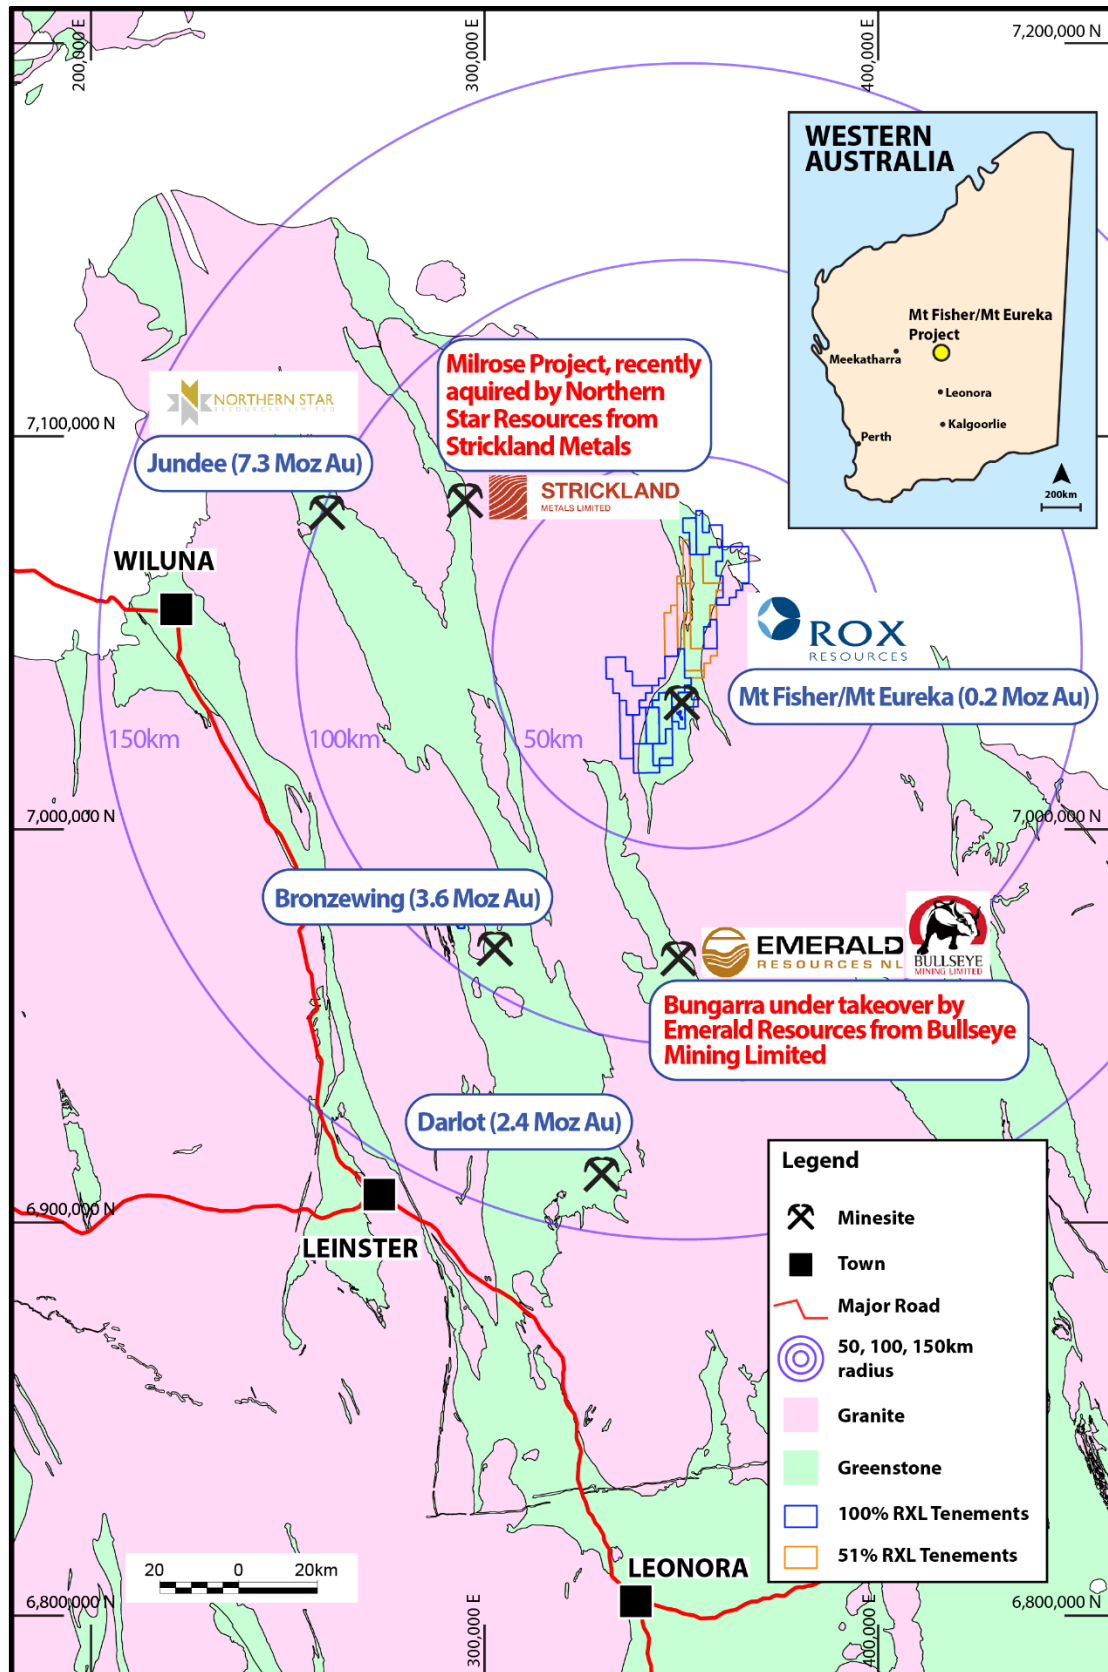 200,000 E
300,000 E
400,000 E
7,200,000 N
WESTERN
AUSTRALIA
Mt Fisher/Mt Eureka
Project
Meekatharra
Leonora
Kalgoorlie
Perth
200km
Milrose Project, recently
aquired by Northern
Star Resources from
Strickland Metals
NORTHERN STAR
RESOURCES LIMITED
7,100,000 N
Jundee (7.3 Moz Au)
STRICKLAND
METALS LIMITED
WILUNA
ROX
RESOURCES
Mt Fisher/Mt Eureka (0.2 Moz Au)
150km
100km
50km
7,000,000 N
7,000,000 N
Bronzewing (3.6 Moz Au)
EMERALD
RESOURCES NL
BULLSEYE
MINING LIMITED
Bungarra under takeover by
Emerald Resources from Bullseye
Mining Limited
Darlot (2.4 Moz Au)
6,900,000 N
LEINSTER
Legend
Minesite
Town
Major Road
50, 100, 150km
radius
Granite
Greenstone
100% RXL Tenements
51% RXL Tenements
20 0 20km
LEONORA
6,800,000 N
6,800,000 N
300,000 E
400,000 E